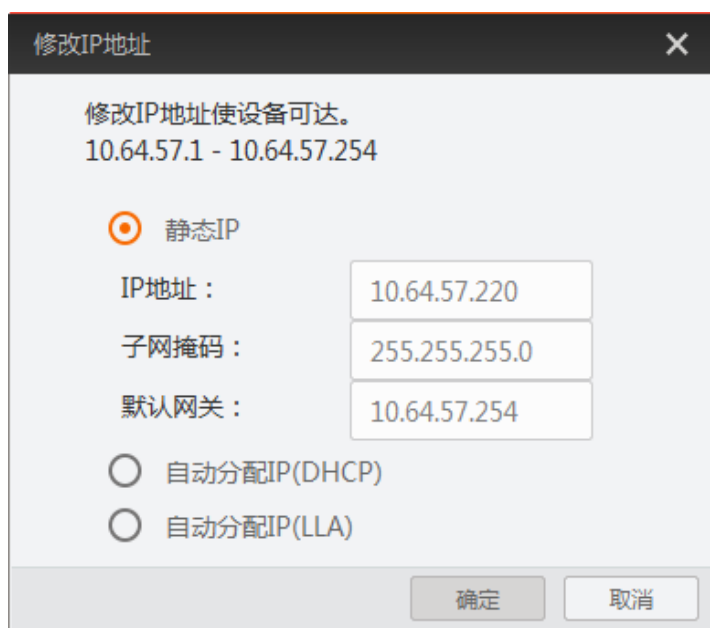 修改IP地址
修改IP地址使设备可达。
10.64.57.1 - 10.64.57.254
静态IP
IP地址： 10.64.57.220
子网掩码： 255.255.255.0
默认网关： 10.64.57.254
自动分配IP(DHCP)
自动分配IP(LLA)
确定 取消